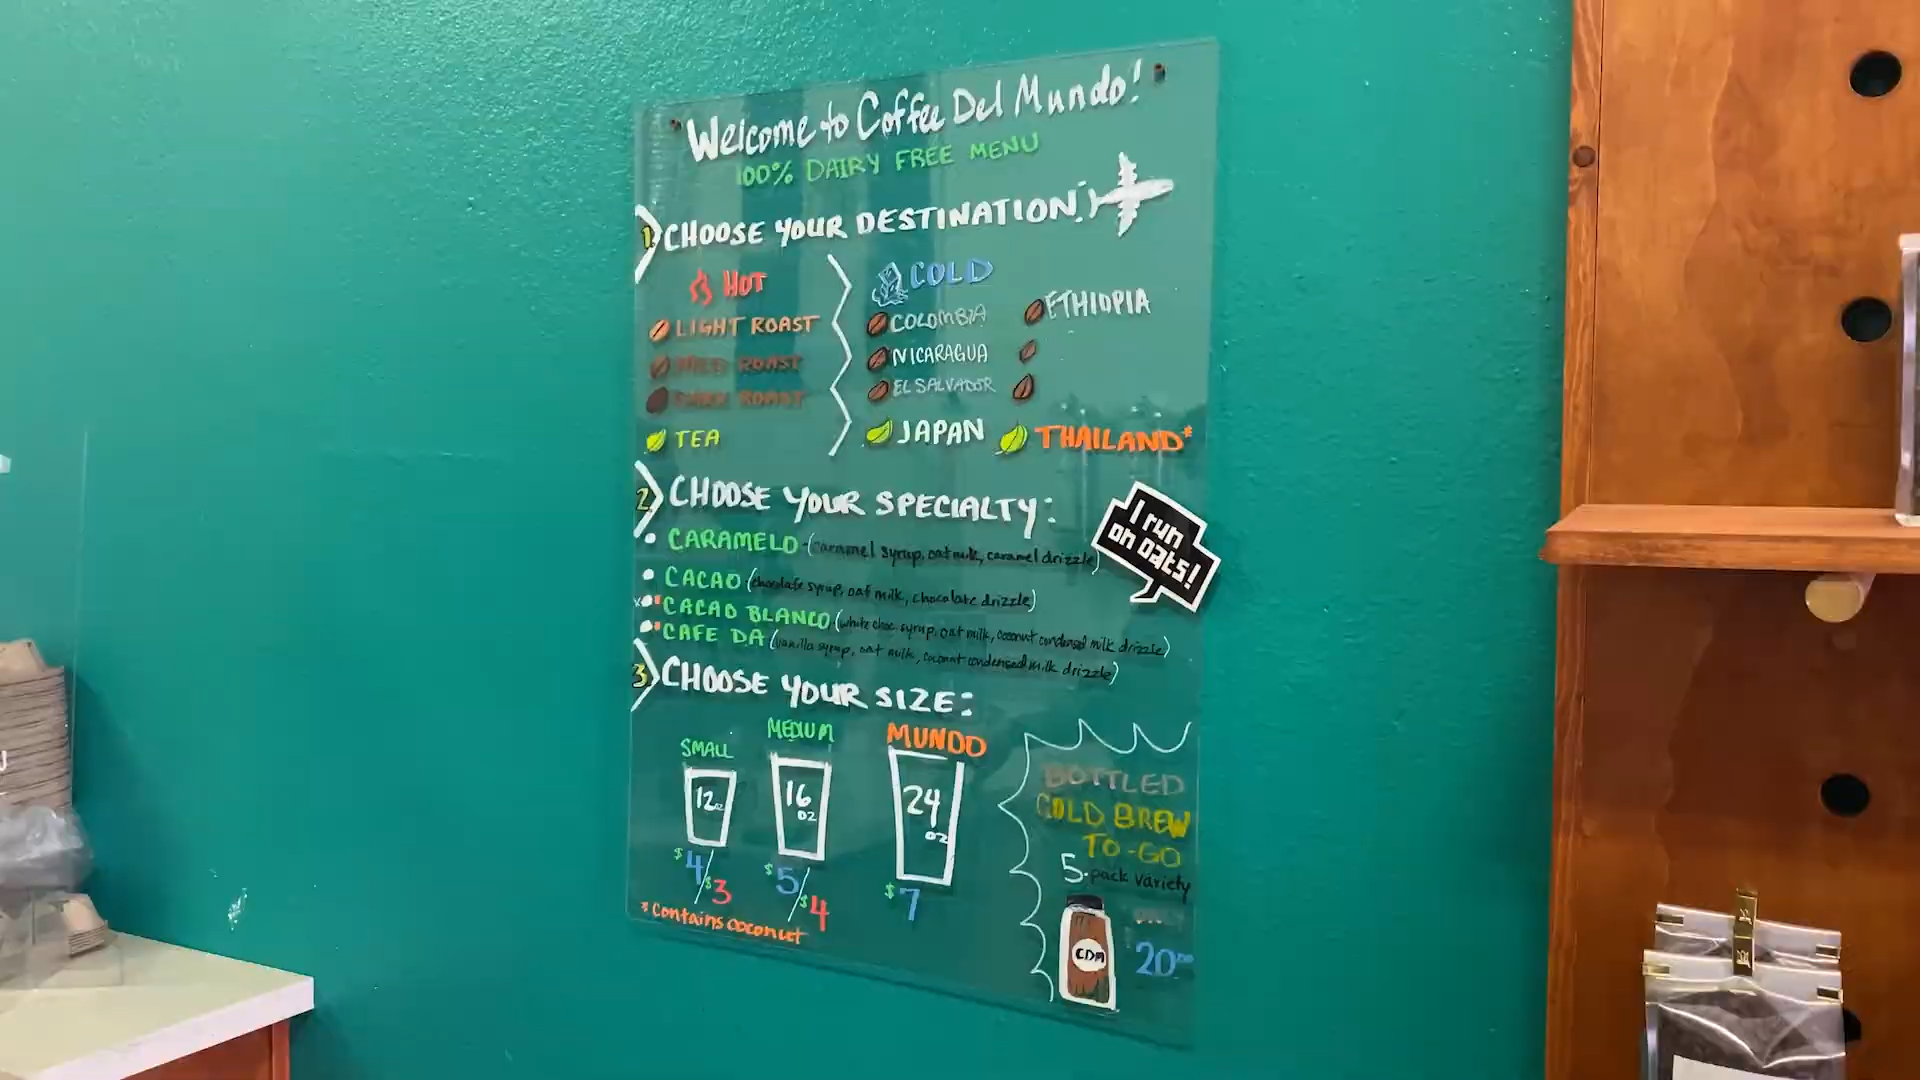 Welcome to Coffee Del Mundo!
100% DAIRY FREE MENU
1 CHOOSE YOUR DESTINATION:
HOT
LIGHT ROAST
MED ROAST
DARK ROAST
TEA
COLD
COLOMBIA
NICARAGUA
EL SALVADOR
JAPAN
ETHIOPIA
THAILAND*
2 CHOOSE YOUR SPECIALTY:
CARAMELO - (caramel syrup, oat milk, caramel drizzle)
CACAO (chocolate syrup, oat milk, chocolate drizzle)
*CACAO BLANCO (white choc. syrup, oat milk, coconut condensed milk drizzle)
*CAFE DA (vanilla syrup, oat milk, coconut condensed milk drizzle)
I run
on oats!
3 CHOOSE YOUR SIZE:
SMALL
12oz
$4/$3
MEDIUM
16
oz
$5/$4
MUNDO
24
oz
$7
* Contains coconut
BOTTLED
COLD BREW
TO-GO
5-pack variety
CDM
20.00